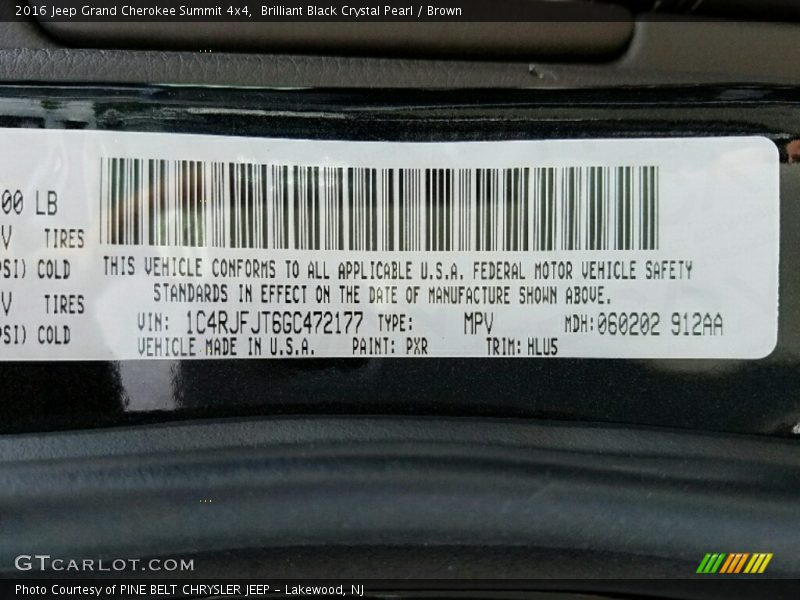 2016 Jeep Grand Cherokee Summit 4x4,  Brilliant Black Crystal Pearl / Brown
00 LB
V TIRES
PSI) COLD
V TIRES
PSI) COLD
THIS VEHICLE CONFORMS TO ALL APPLICABLE U.S.A. FEDERAL MOTOR VEHICLE SAFETY
STANDARDS IN EFFECT ON THE DATE OF MANUFACTURE SHOWN ABOVE.
VIN: 1C4RJFJT6GC472177 TYPE: MPV MDH:060202 912AA
VEHICLE MADE IN U.S.A. PAINT: PXR TRIM: HLU5
GTCARLOT.COM
Photo Courtesy of PINE BELT CHRYSLER JEEP - Lakewood, NJ